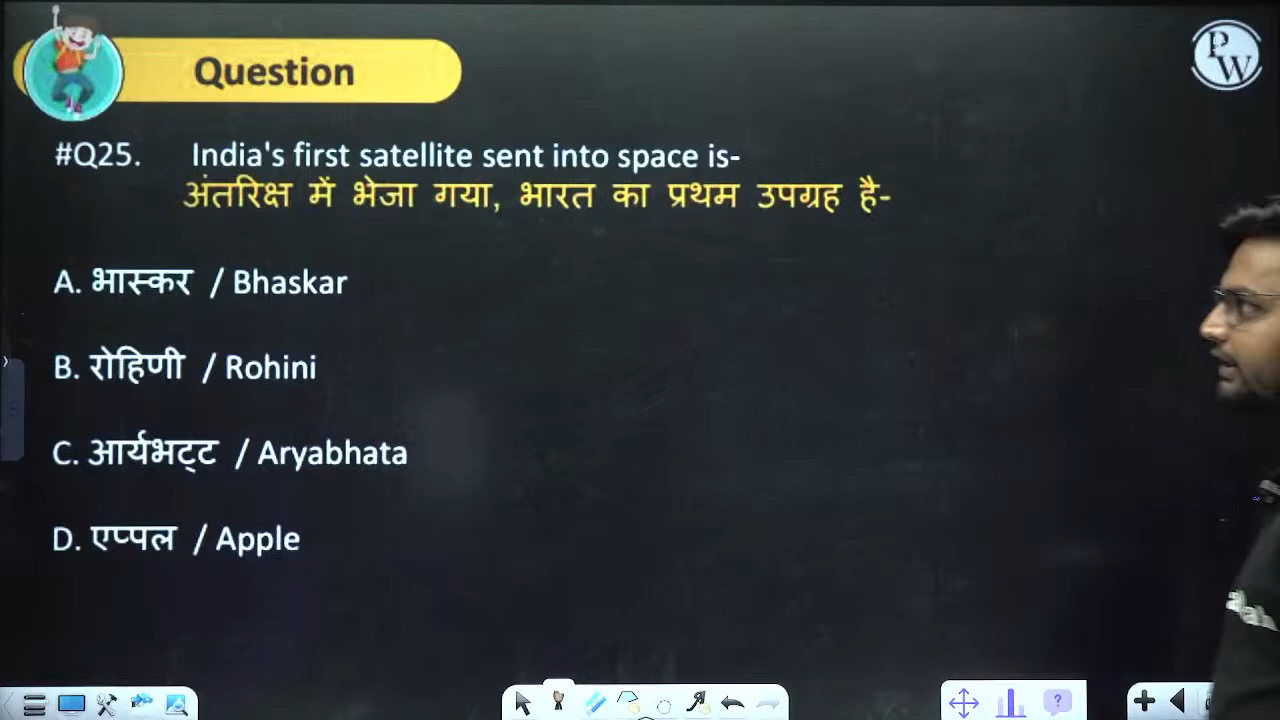 Question
PW
#Q25. India's first satellite sent into space is-
अंतरिक्ष में भेजा गया, भारत का प्रथम उपग्रह है-
A. भास्कर / Bhaskar
B. रोहिणी / Rohini
C. आर्यभट्ट / Aryabhata
D. एप्पल / Apple